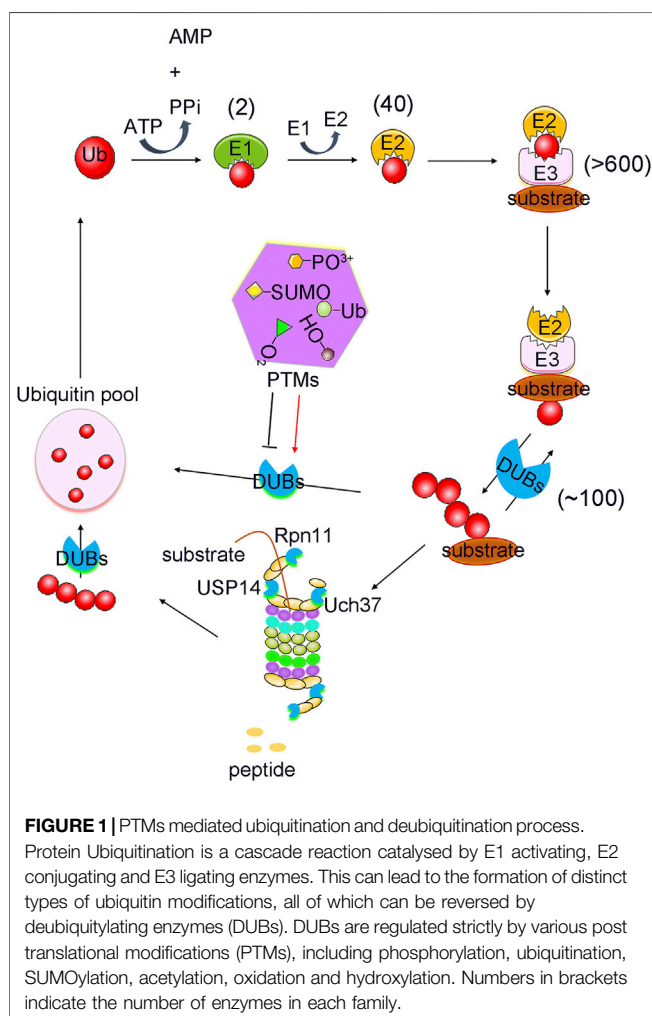 AMP
+
PPi
ATP
(2)
E1
E2
(40)
Ub
E1
E2
E2
E3
(>600)
substrate
PO³⁺
SUMO
Ub
HO
O₂
PTMs
E2
E3
substrate
Ubiquitin pool
DUBs
DUBs
(~100)
substrate
DUBs
substrate
Rpn11
USP14
Uch37
peptide
FIGURE 1 | PTMs mediated ubiquitination and deubiquitination process.
Protein Ubiquitination is a cascade reaction catalysed by E1 activating, E2
conjugating and E3 ligating enzymes. This can lead to the formation of distinct
types of ubiquitin modifications, all of which can be reversed by
deubiquitylating enzymes (DUBs). DUBs are regulated strictly by various post
translational modifications (PTMs), including phosphorylation, ubiquitination,
SUMOylation, acetylation, oxidation and hydroxylation. Numbers in brackets
indicate the number of enzymes in each family.